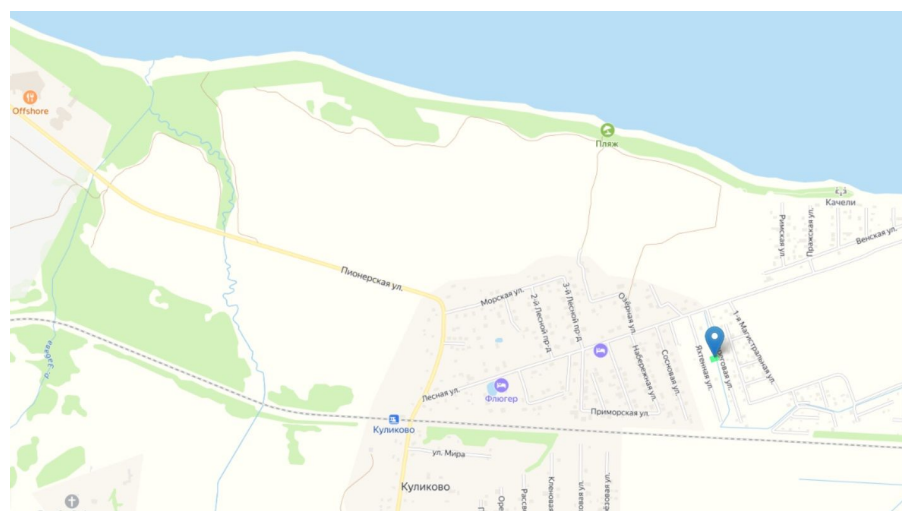 Offshore
Пляж
Качели
Римская ул.
Пражская ул.
Венская ул.
Пионерская ул.
Морская ул.
2-й Лесной пр-д
3-й Лесной пр-д
Озёрная ул.
1-я Магистральная ул.
Набережная ул.
Сосновая ул.
Яхтенная ул.
Лесная ул.
Флюгер
Приморская ул.
Куликово
ул. Мира
Куликово
Кленовая